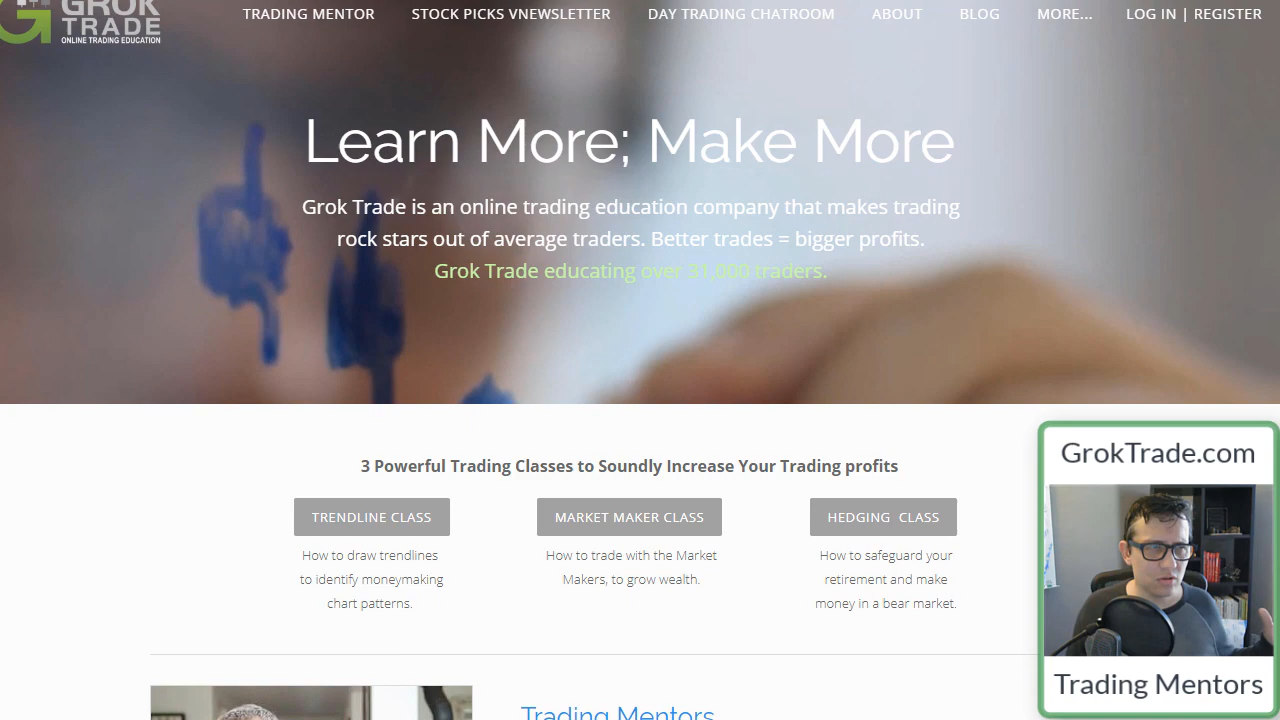 GROK
TRADE
ONLINE TRADING EDUCATION
TRADING MENTOR STOCK PICKS VNEWSLETTER DAY TRADING CHATROOM ABOUT BLOG MORE... LOG IN | REGISTER
Learn More; Make More
Grok Trade is an online trading education company that makes trading
rock stars out of average traders. Better trades = bigger profits.
Grok Trade educating over 31,000 traders.
3 Powerful Trading Classes to Soundly Increase Your Trading profits
TRENDLINE CLASS
How to draw trendlines
to identify moneymaking
chart patterns.
MARKET MAKER CLASS
How to trade with the Market
Makers, to grow wealth.
HEDGING CLASS
How to safeguard your
retirement and make
money in a bear market.
Trading Mentors
GrokTrade.com
Trading Mentors